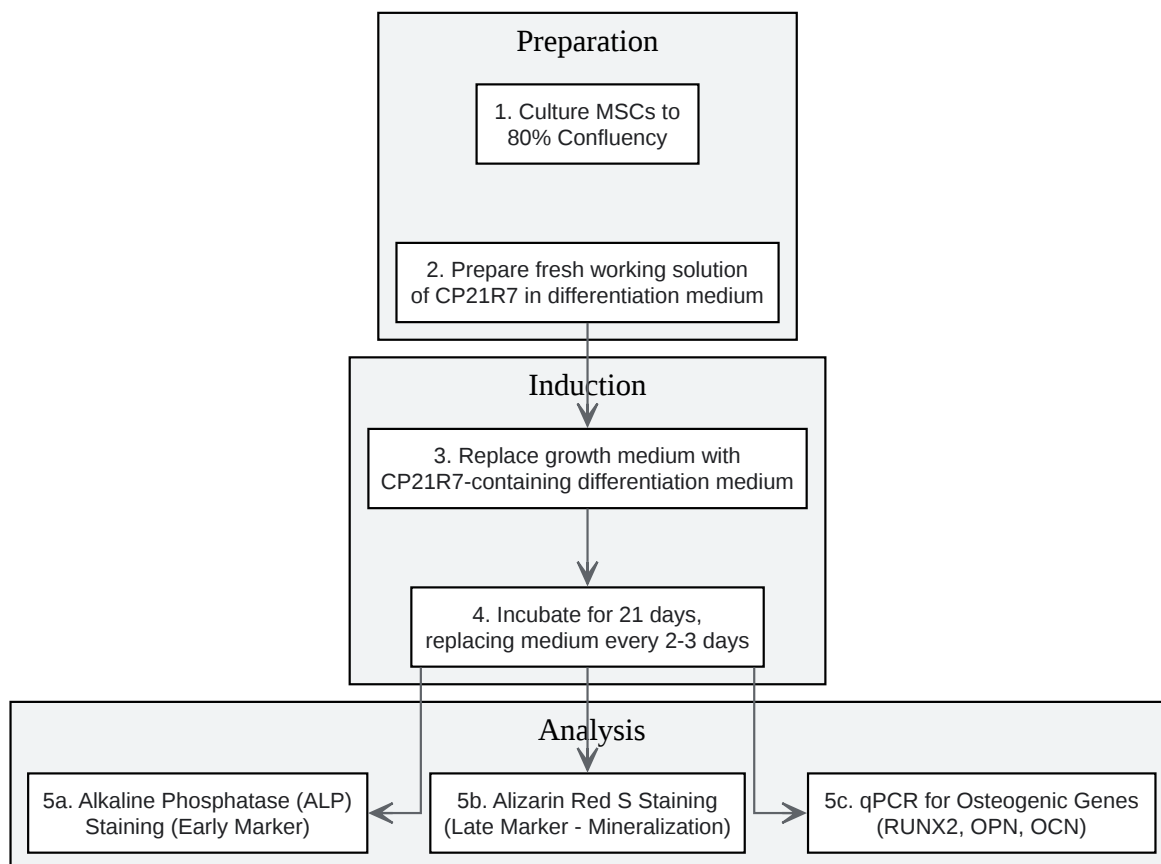 Preparation
1. Culture MSCs to
80% Confluency
2. Prepare fresh working solution
of CP21R7 in differentiation medium
Induction
3. Replace growth medium with
CP21R7-containing differentiation medium
4. Incubate for 21 days,
replacing medium every 2-3 days
Analysis
5a. Alkaline Phosphatase (ALP)
Staining (Early Marker)
5b. Alizarin Red S Staining
(Late Marker - Mineralization)
5c. qPCR for Osteogenic Genes
(RUNX2, OPN, OCN)